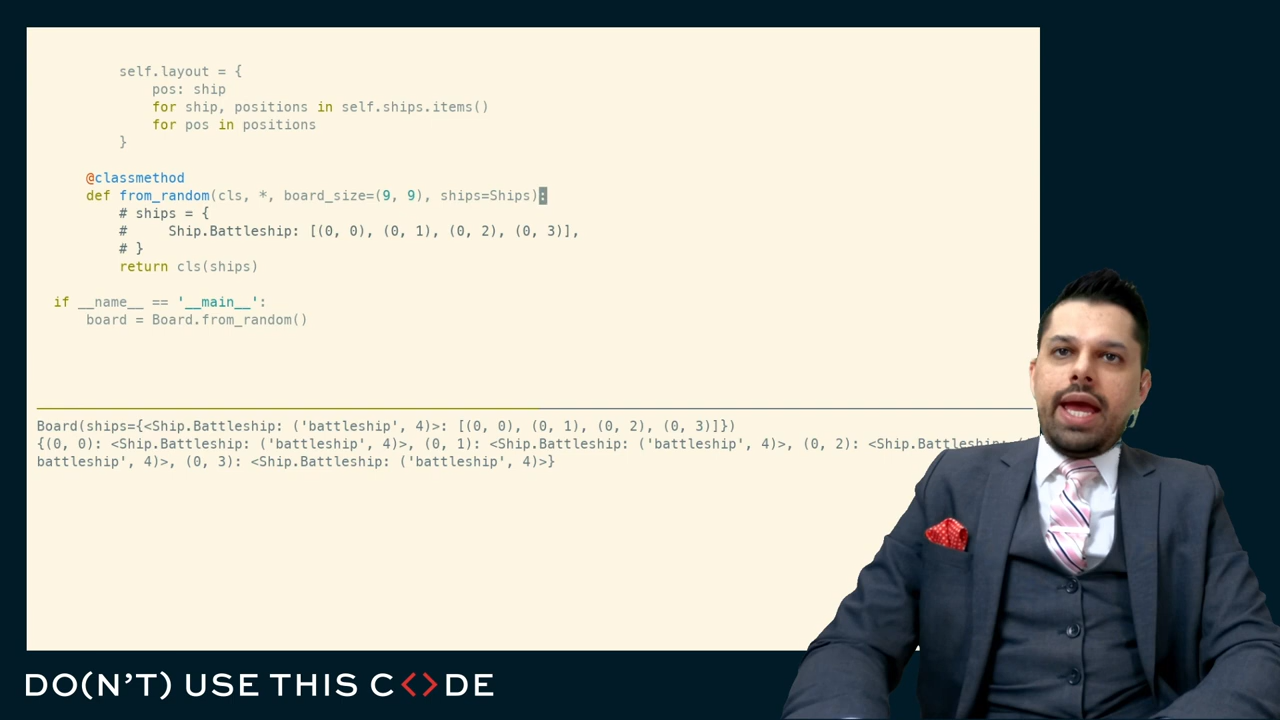 self.layout = {
pos: ship
for ship, positions in self.ships.items()
for pos in positions
}
@classmethod
def from_random(cls, *, board_size=(9, 9), ships=Ships):
# ships = {
#     Ship.Battleship: [(0, 0), (0, 1), (0, 2), (0, 3)],
# }
return cls(ships)
if __name__ == '__main__':
board = Board.from_random()
Board(ships={<Ship.Battleship: ('battleship', 4)>: [(0, 0), (0, 1), (0, 2), (0, 3)]})
{(0, 0): <Ship.Battleship: ('battleship', 4)>, (0, 1): <Ship.Battleship: ('battleship', 4)>, (0, 2): <Ship.Battleship: (
battleship', 4)>, (0, 3): <Ship.Battleship: ('battleship', 4)>}
DO(N'T) USE THIS C<>DE